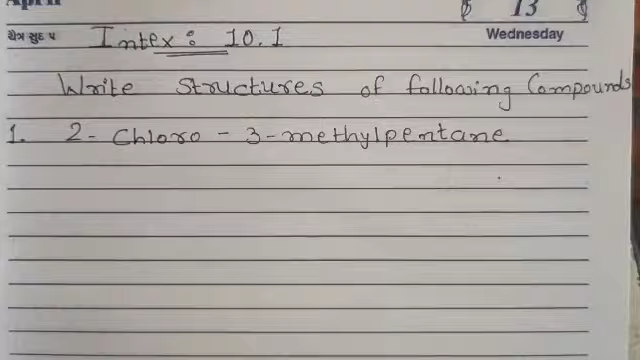 April 13
ચૈત્ર સુદ ૫ Intex : 10.1 Wednesday
Write structures of following Compounds
1. 2 - Chloro - 3 - methylpentane